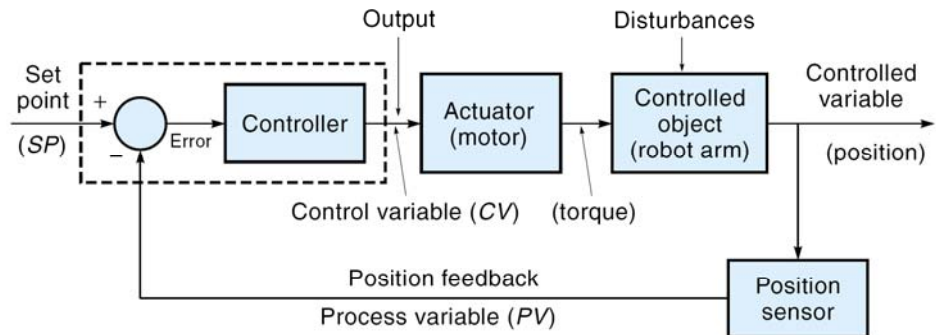 Output
Disturbances
Set
point
(SP)
+
–
Error
Controller
Actuator
(motor)
Controlled
object
(robot arm)
Controlled
variable
(position)
Control variable (CV)
(torque)
Position feedback
Process variable (PV)
Position
sensor